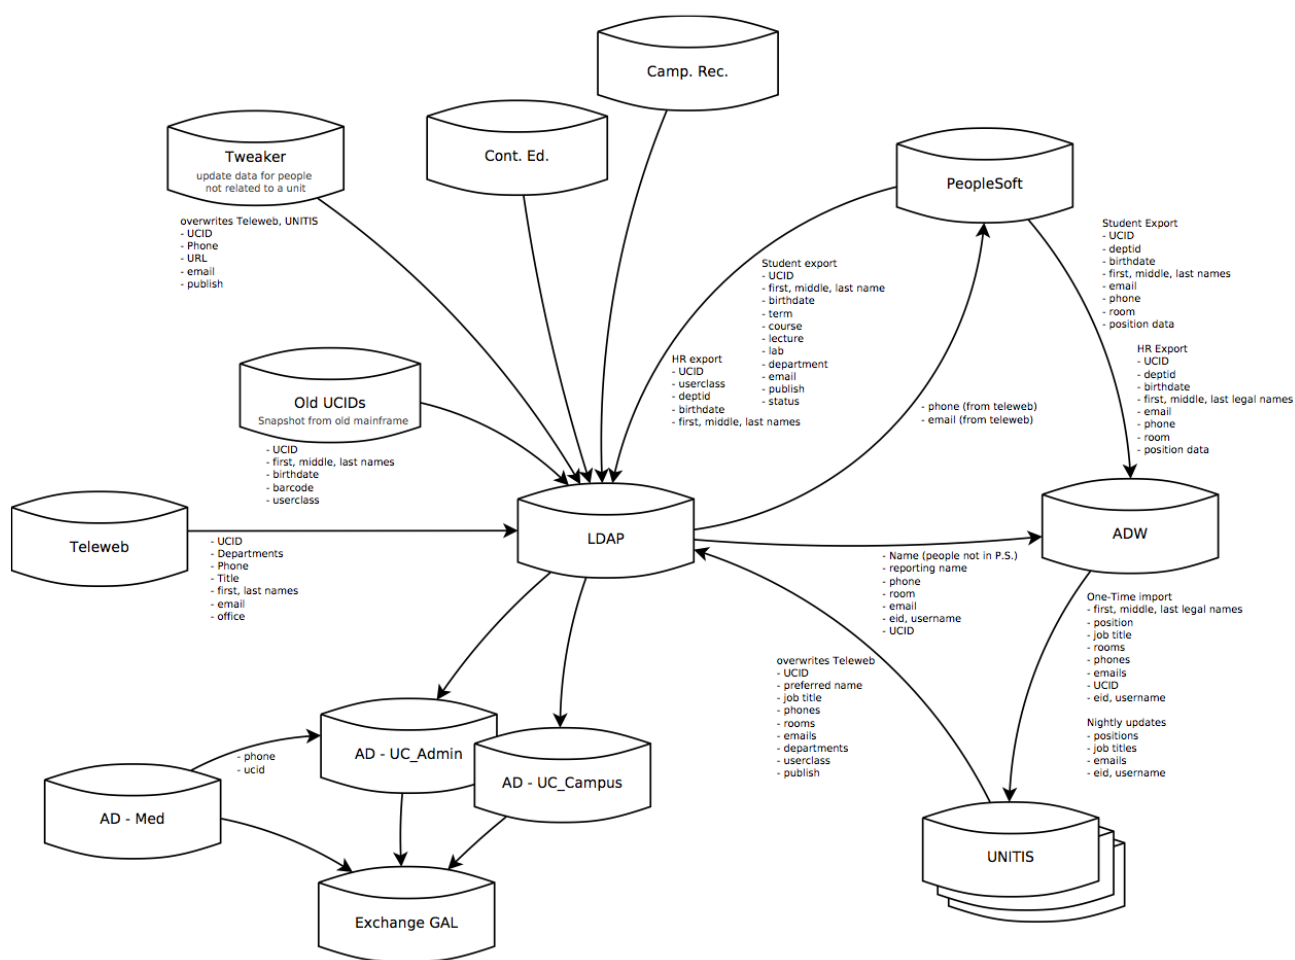 Camp. Rec.
Cont. Ed.
Tweaker
update data for people
not related to a unit
overwrites Teleweb, UNITIS
- UCID
- Phone
- URL
- email
- publish
PeopleSoft
Student Export
- UCID
- deptid
- birthdate
- first, middle, last names
- email
- phone
- room
- position data
Student export
- UCID
- first, middle, last name
- birthdate
- term
- course
- lecture
- lab
- department
- email
- publish
- status
HR export
- UCID
- userclass
- deptid
- birthdate
- first, middle, last names
HR Export
- UCID
- deptid
- birthdate
- first, middle, last legal names
- email
- phone
- room
- position data
- phone (from teleweb)
- email (from teleweb)
Old UCIDs
Snapshot from old mainframe
- UCID
- first, middle, last names
- birthdate
- barcode
- userclass
Teleweb
- UCID
- Departments
- Phone
- Title
- first, last names
- email
- office
LDAP
ADW
- Name (people not in P.S.)
- reporting name
- phone
- room
- email
- eid, username
- UCID
One-Time import
- first, middle, last legal names
- position
- job title
- rooms
- phones
- emails
- UCID
- eid, username
Nightly updates
- positions
- job titles
- emails
- eid, username
overwrites Teleweb
- UCID
- preferred name
- job title
- phones
- rooms
- emails
- departments
- userclass
- publish
AD - UC_Admin
AD - UC_Campus
- phone
- ucid
AD - Med
UNITIS
Exchange GAL